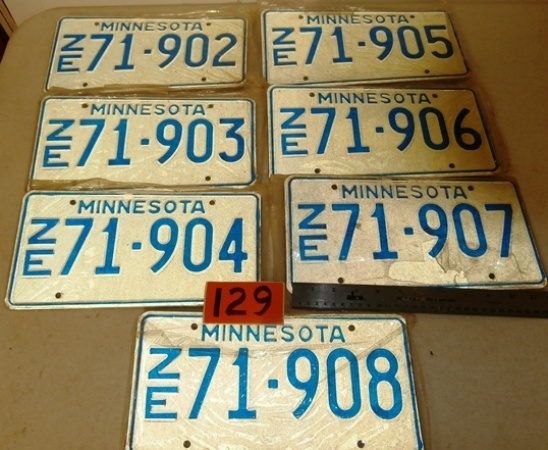 MINNESOTA
ZE 71-902
MINNESOTA
ZE 71-905
MINNESOTA
ZE 71-903
MINNESOTA
ZE 71-906
MINNESOTA
ZE 71-904
MINNESOTA
ZE 71-907
129
MINNESOTA
ZE 71-908